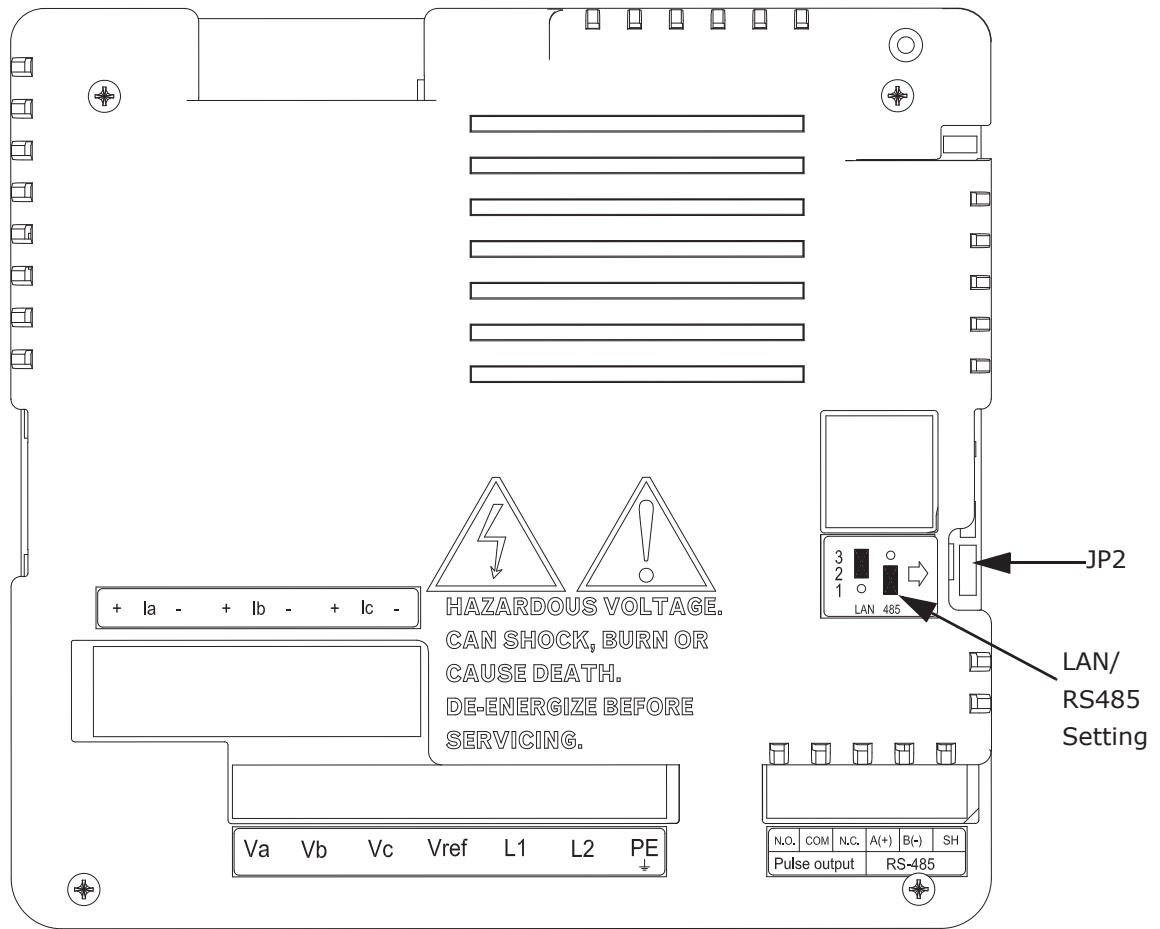 3
2
1
LAN 485
JP2
LAN/
RS485
Setting
+ Ia - + Ib - + Ic -
HAZARDOUS VOLTAGE.
CAN SHOCK, BURN OR
CAUSE DEATH.
DE-ENERGIZE BEFORE
SERVICING.
Va Vb Vc Vref L1 L2 PE
N.O. COM N.C. A(+) B(-) SH
Pulse output RS-485